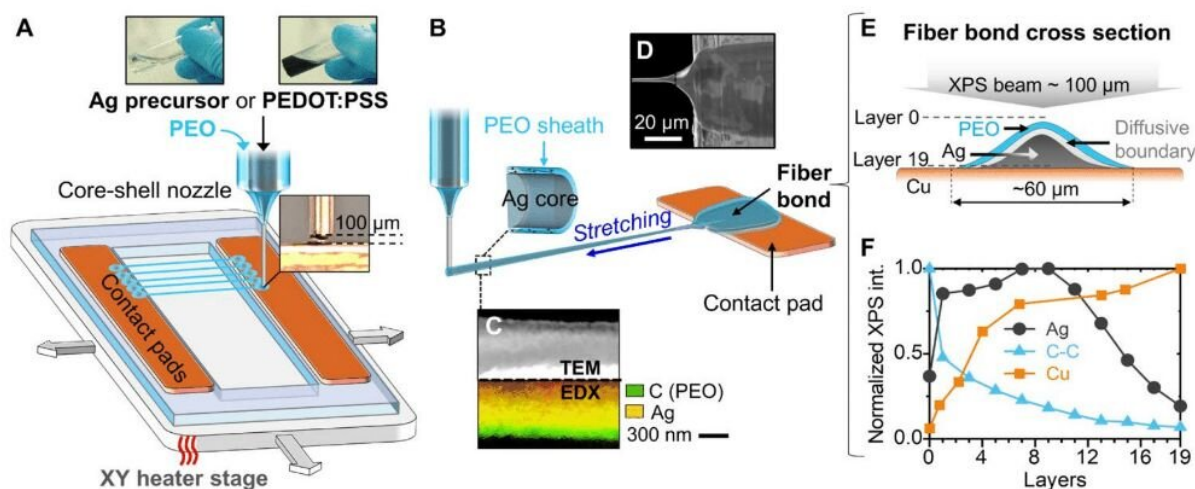 A
Ag precursor or PEDOT:PSS
PEO
Core-shell nozzle
100 µm
Contact pads
XY heater stage
B
PEO sheath
Ag core
Stretching
Fiber
bond
Contact pad
C
TEM
EDX
C (PEO)
Ag
300 nm
D
20 µm
E
Fiber bond cross section
XPS beam ~ 100 µm
Layer 0
PEO
Ag
Diffusive
boundary
Layer 19
Cu
~60 µm
F
Normalized XPS int.
1.0
0.5
0.0
Ag
C-C
Cu
0 4 8 12 16 19
Layers